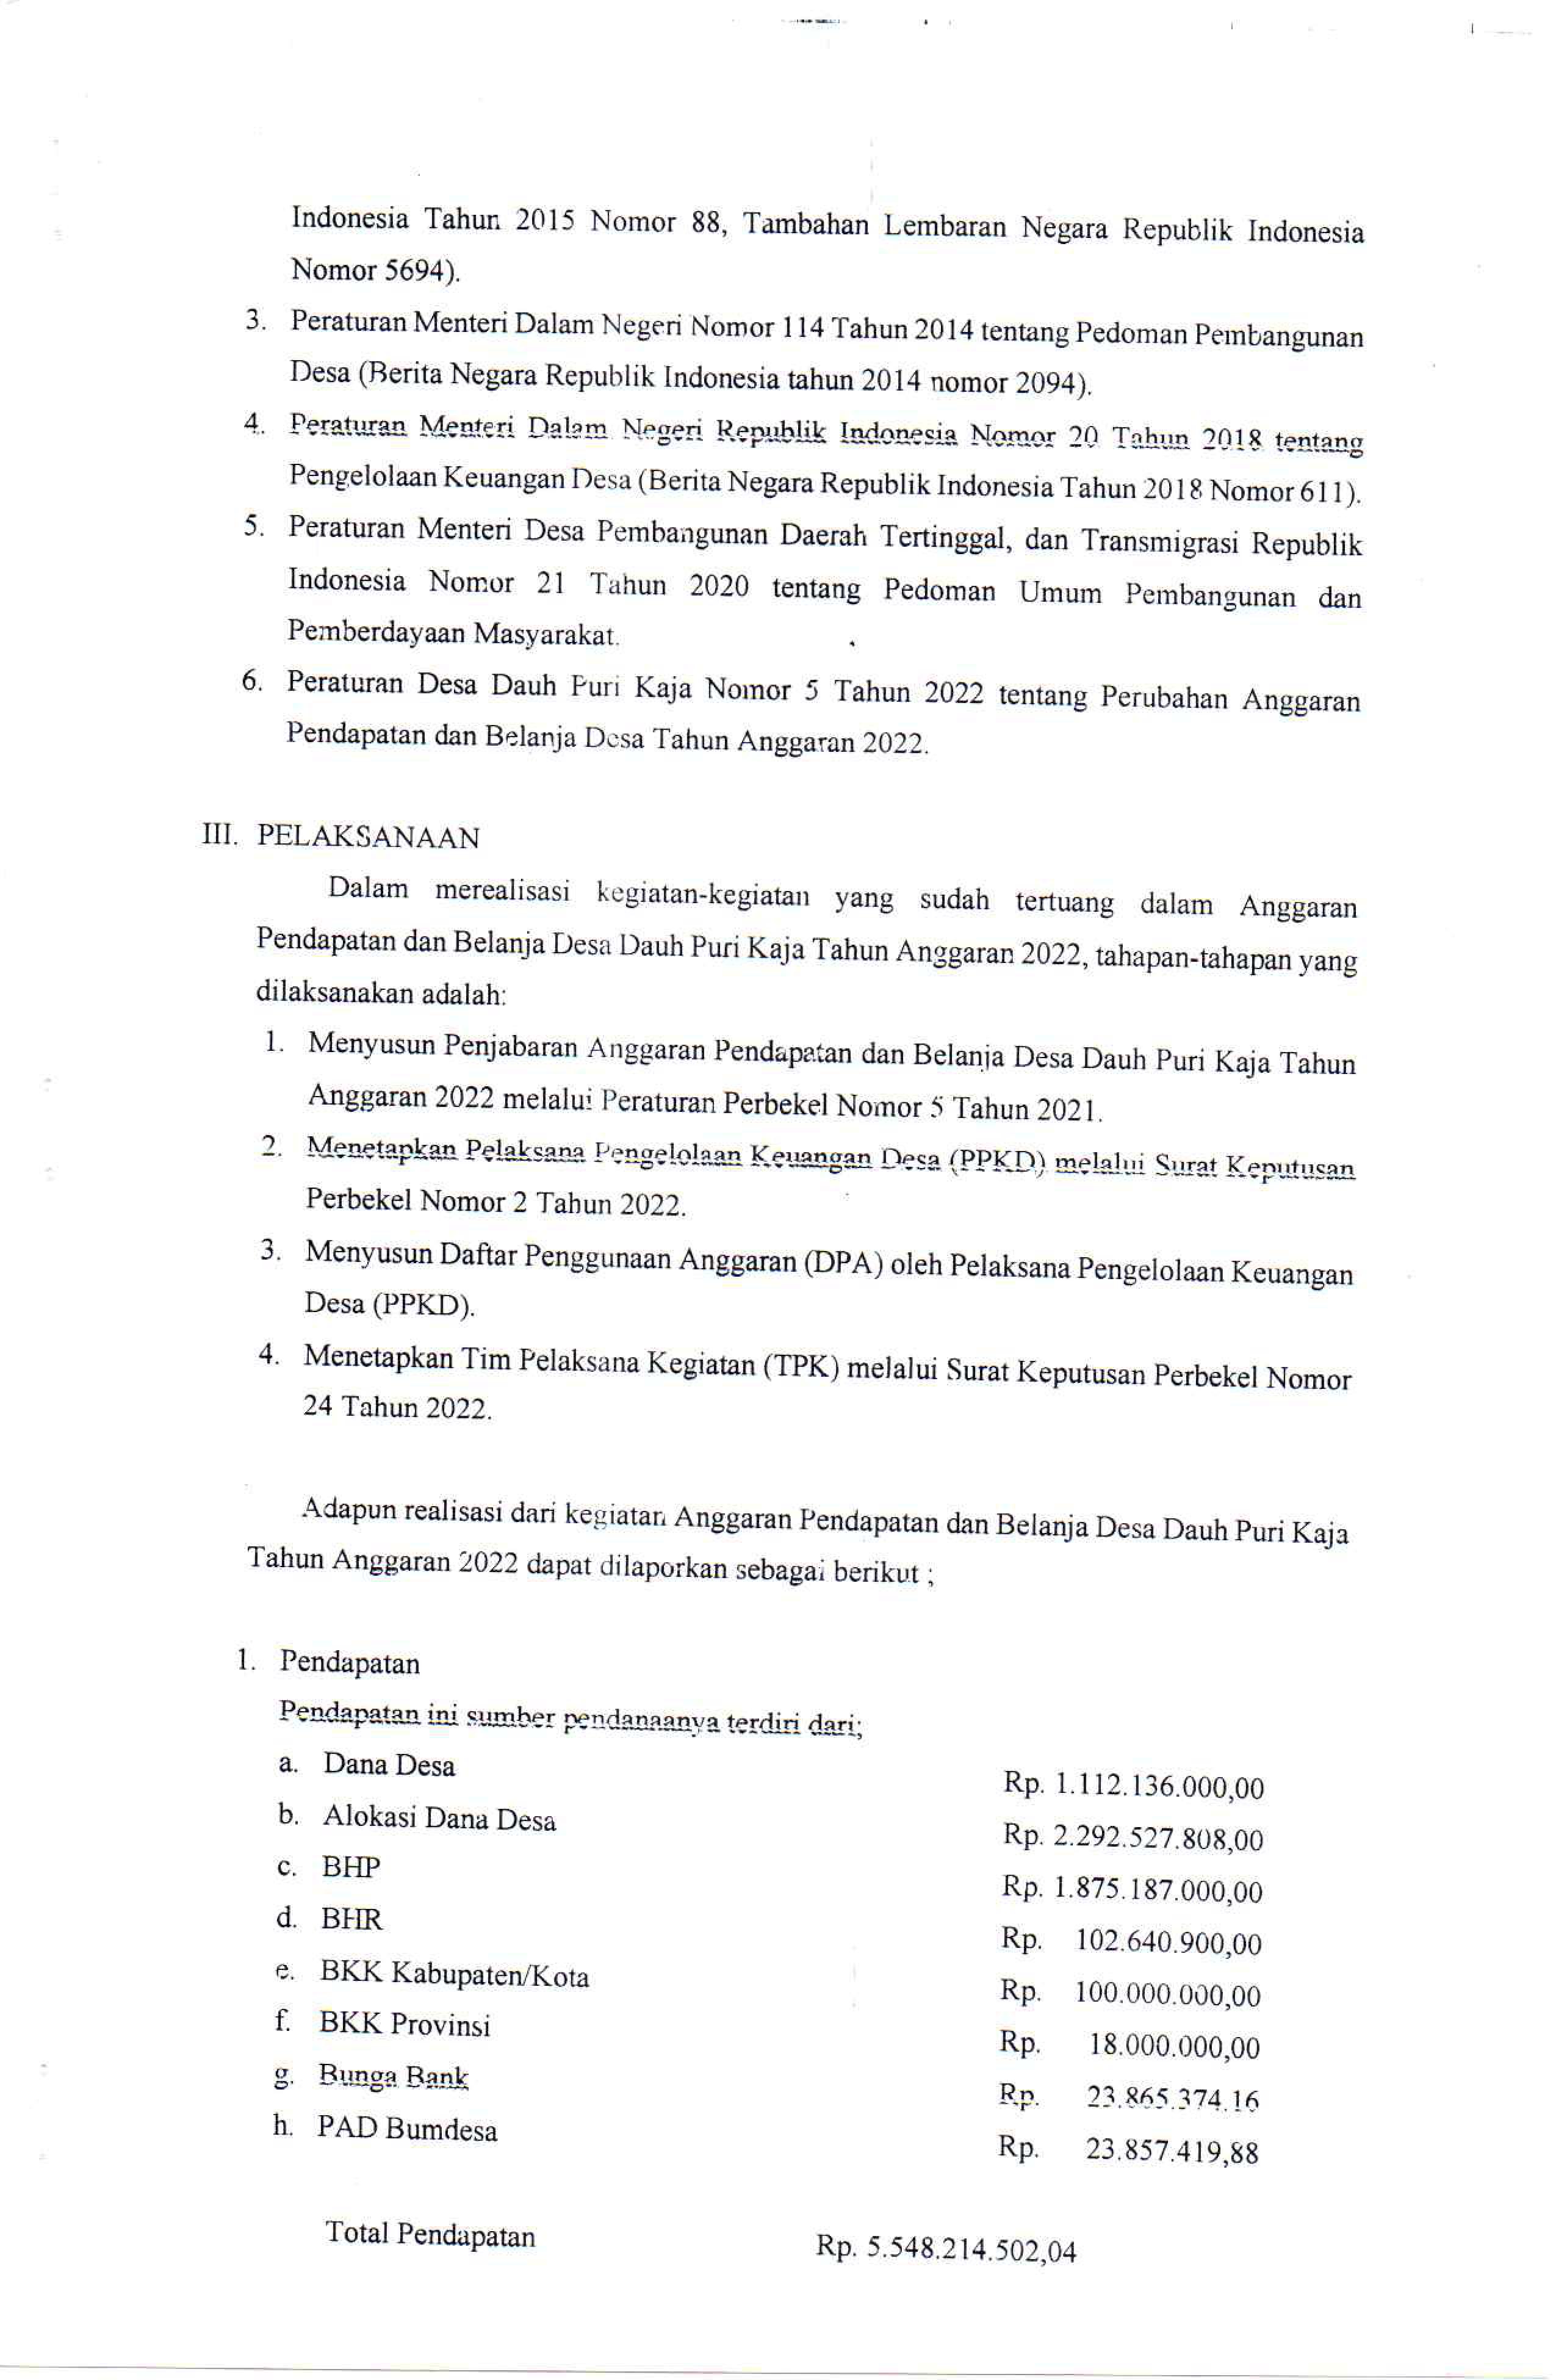 Indonesia Tahun 2015 Nomor 88, Tambahan Lembaran Negara Republik Indonesia
Nomor 5694).
3. Peraturan Menteri Dalam Negeri Nomor 114 Tahun 2014 tentang Pedoman Pembangunan
Desa (Berita Negara Republik Indonesia tahun 2014 nomor 2094).
4. Peraturan Menteri Dalam Negeri Republik Indonesia Nomor 20 Tahun 2018 tentang
Pengelolaan Keuangan Desa (Berita Negara Republik Indonesia Tahun 2018 Nomor 611).
5. Peraturan Menteri Desa Pembangunan Daerah Tertinggal, dan Transmigrasi Republik
Indonesia Nomor 21 Tahun 2020 tentang Pedoman Umum Pembangunan dan
Pemberdayaan Masyarakat.
6. Peraturan Desa Dauh Puri Kaja Nomor 5 Tahun 2022 tentang Perubahan Anggaran
Pendapatan dan Belanja Desa Tahun Anggaran 2022.
III. PELAKSANAAN
Dalam merealisasi kegiatan-kegiatan yang sudah tertuang dalam Anggaran
Pendapatan dan Belanja Desa Dauh Puri Kaja Tahun Anggaran 2022, tahapan-tahapan yang
dilaksanakan adalah:
1. Menyusun Penjabaran Anggaran Pendapatan dan Belanja Desa Dauh Puri Kaja Tahun
Anggaran 2022 melalui Peraturan Perbekel Nomor 5 Tahun 2021.
2. Menetapkan Pelaksana Pengelolaan Keuangan Desa (PPKD) melalui Surat Keputusan
Perbekel Nomor 2 Tahun 2022.
3. Menyusun Daftar Penggunaan Anggaran (DPA) oleh Pelaksana Pengelolaan Keuangan
Desa (PPKD).
4. Menetapkan Tim Pelaksana Kegiatan (TPK) melalui Surat Keputusan Perbekel Nomor
24 Tahun 2022.
Adapun realisasi dari kegiatan Anggaran Pendapatan dan Belanja Desa Dauh Puri Kaja
Tahun Anggaran 2022 dapat dilaporkan sebagai berikut ;
1. Pendapatan
Pendapatan ini sumber pendanaanya terdiri dari;
a. Dana Desa Rp. 1.112.136.000,00
b. Alokasi Dana Desa Rp. 2.292.527.808,00
c. BHP Rp. 1.875.187.000,00
d. BHR Rp. 102.640.900,00
e. BKK Kabupaten/Kota Rp. 100.000.000,00
f. BKK Provinsi Rp. 18.000.000,00
g. Bunga Bank Rp. 23.865.374,16
h. PAD Bumdesa Rp. 23.857.419,88
Total Pendapatan Rp. 5.548.214.502,04